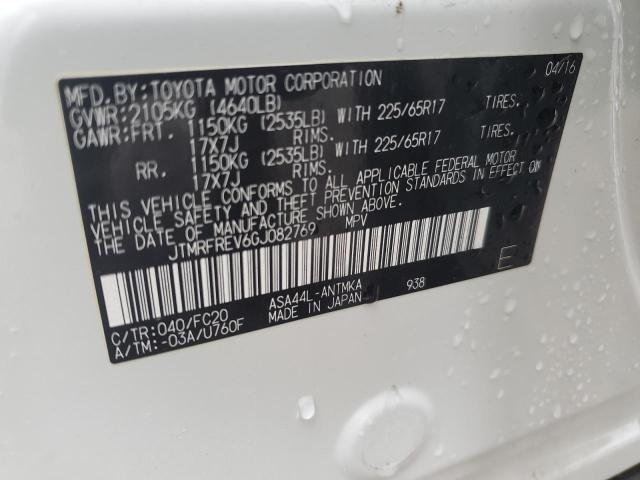 MFD. BY: TOYOTA MOTOR CORPORATION 04/16
GVWR: 2105KG (4640LB)
GAWR: FRT. 1150KG (2535LB) WITH 225/65R17 TIRES.
17X7J RIMS.
RR. 1150KG (2535LB) WITH 225/65R17 TIRES.
17X7J RIMS.
THIS VEHICLE CONFORMS TO ALL APPLICABLE FEDERAL MOTOR
VEHICLE SAFETY AND THEFT PREVENTION STANDARDS IN EFFECT ON
THE DATE OF MANUFACTURE SHOWN ABOVE.
JTMRFREV6GJ082769 MPV
E
ASA44L-ANTMKA 938
C/TR: 040/FC20 MADE IN JAPAN
A/TM: -03A/U760F